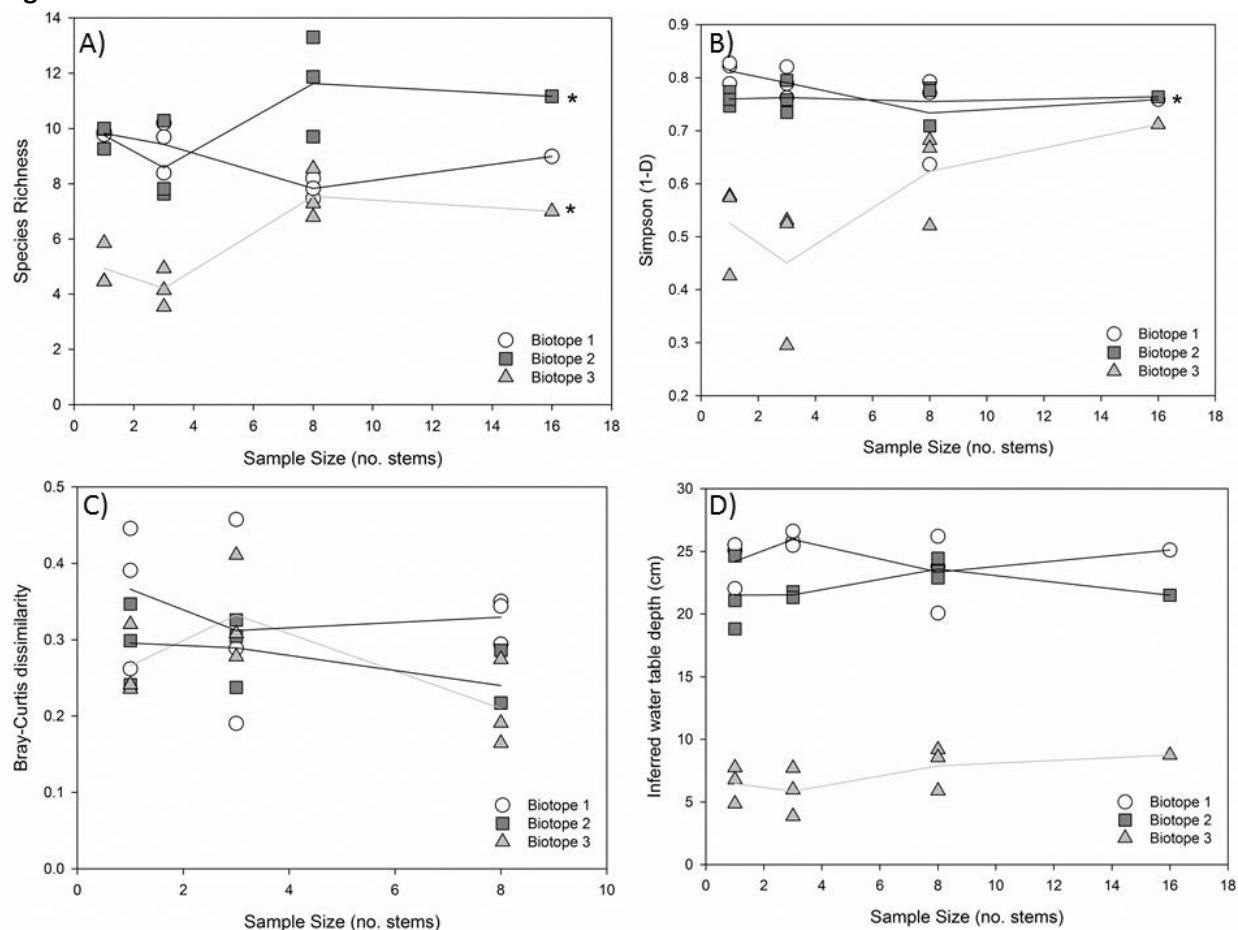 A)
14
12
10
8
6
4
2
0
Species Richness
*
*
Biotope 1
Biotope 2
Biotope 3
0 2 4 6 8 10 12 14 16 18
Sample Size (no. stems)
B)
0.9
0.8
0.7
0.6
0.5
0.4
0.3
0.2
Simpson (1-D)
*
Biotope 1
Biotope 2
Biotope 3
0 2 4 6 8 10 12 14 16 18
Sample Size (no. stems)
C)
0.5
0.4
0.3
0.2
0.1
0.0
Bray-Curtis dissimilarity
Biotope 1
Biotope 2
Biotope 3
0 2 4 6 8 10
Sample Size (no. stems)
D)
30
25
20
15
10
5
0
Inferred water table depth (cm)
Biotope 1
Biotope 2
Biotope 3
0 2 4 6 8 10 12 14 16 18
Sample Size (no. stems)